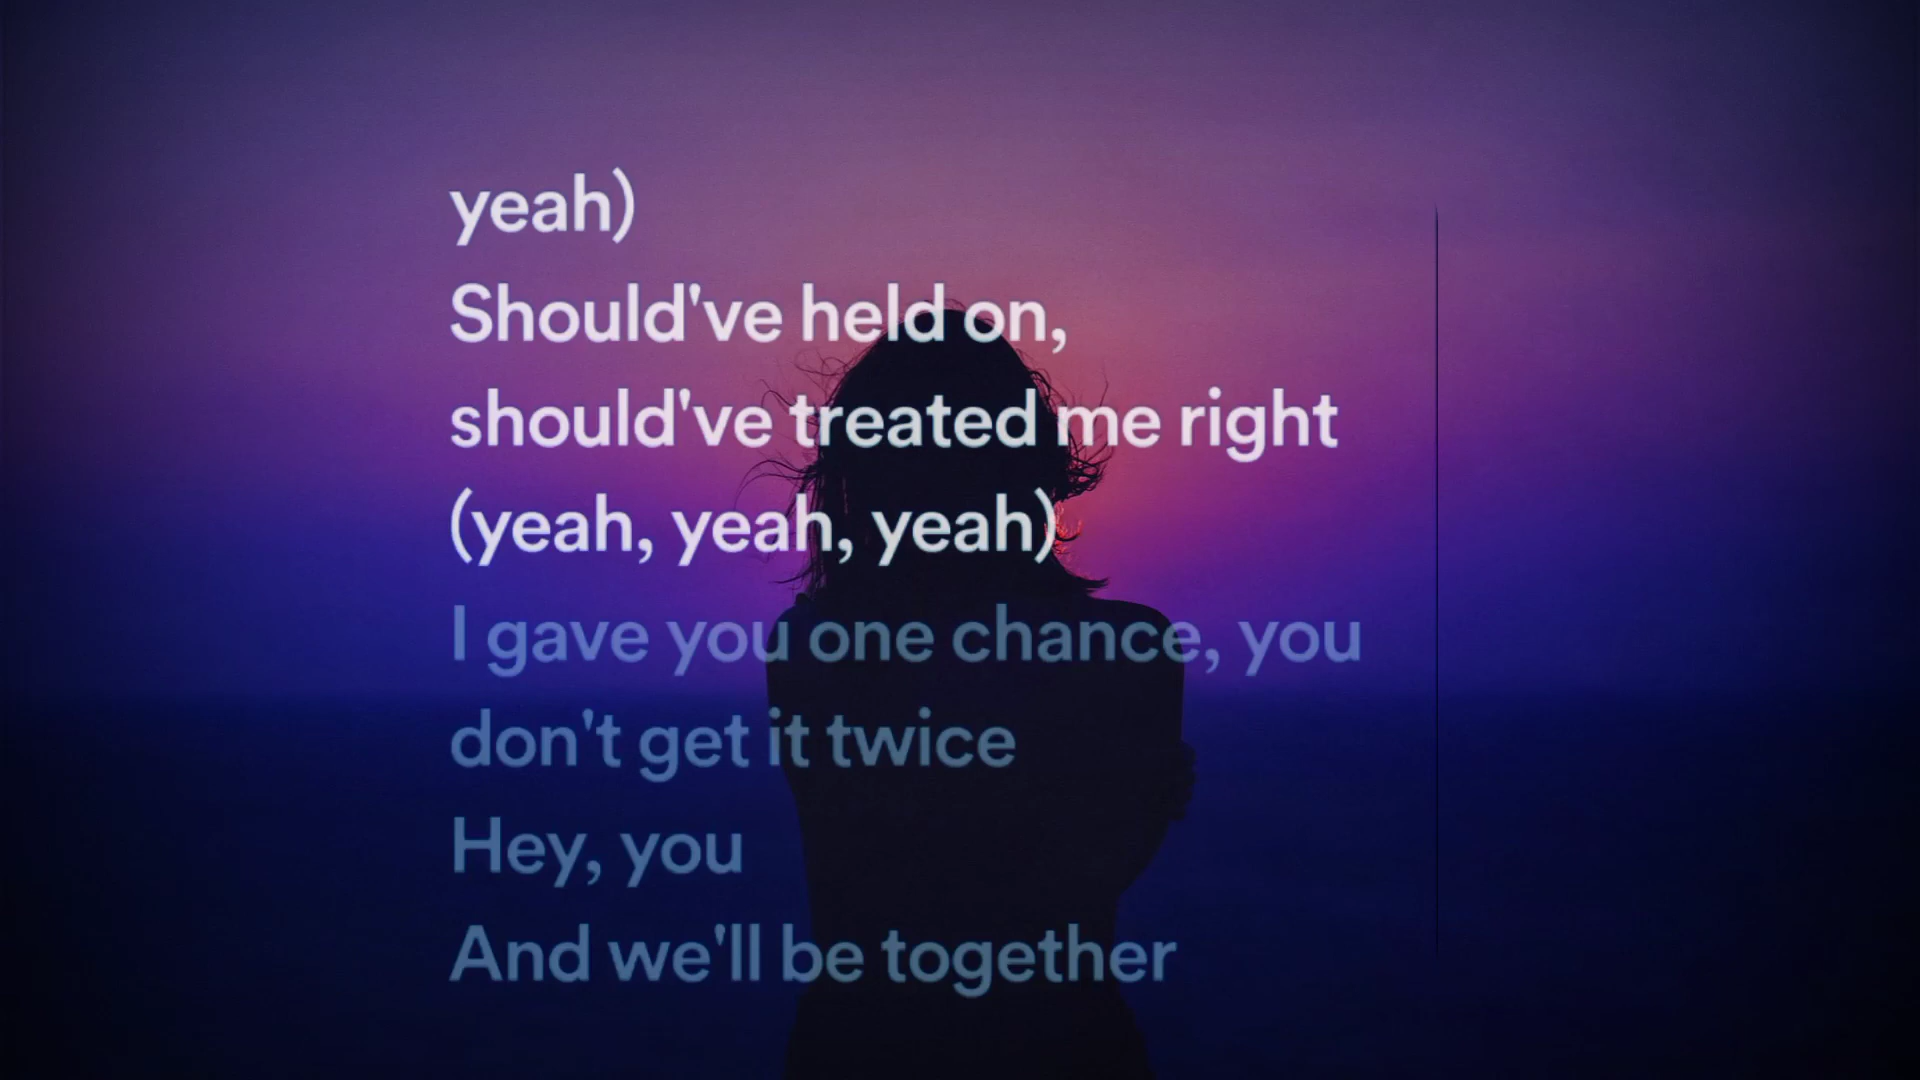 yeah)
Should've held on,
should've treated me right
(yeah, yeah, yeah)
I gave you one chance, you
don't get it twice
Hey, you
And we'll be together